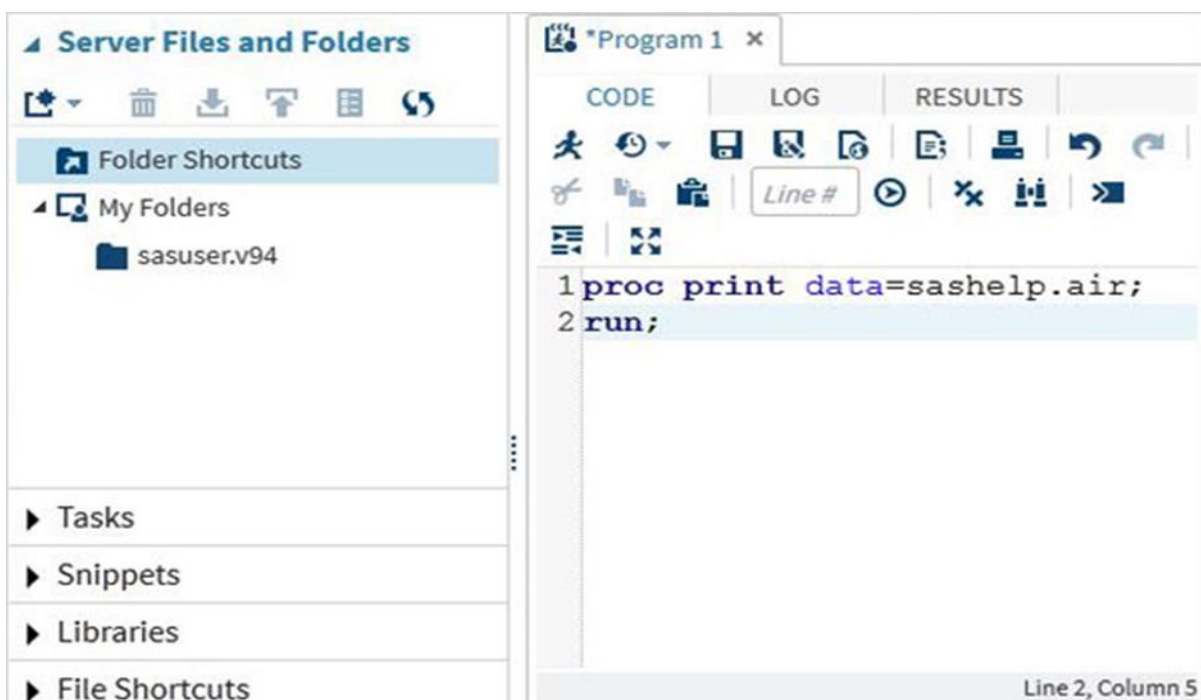 Server Files and Folders
Folder Shortcuts
My Folders
sasuser.v94
Tasks
Snippets
Libraries
File Shortcuts
*Program 1
CODE LOG RESULTS
Line #
1 proc print data=sashelp.air;
2 run;
Line 2, Column 5